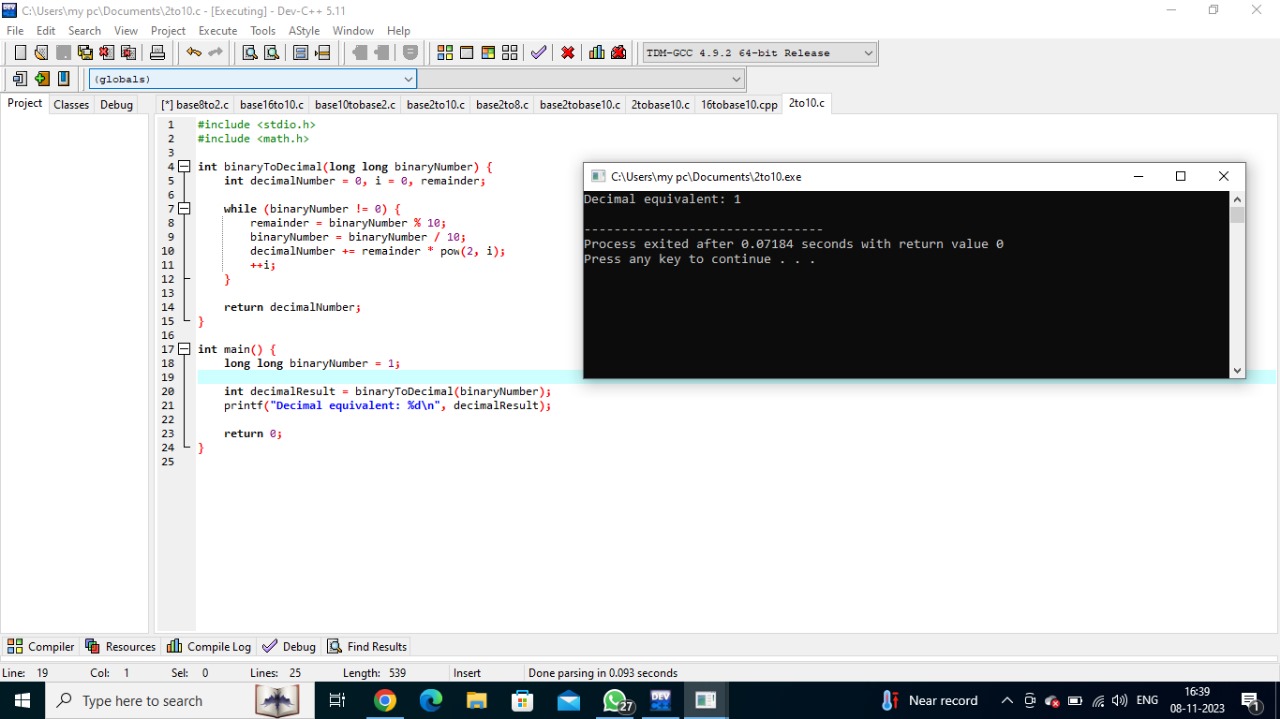 C:\Users\my pc\Documents\2to10.c - [Executing] - Dev-C++ 5.11
File Edit Search View Project Execute Tools AStyle Window Help
TDM-GCC 4.9.2 64-bit Release
(globals)
Project Classes Debug
[*] base8to2.c base16to10.c base10tobase2.c base2to10.c base2to8.c base2tobase10.c 2tobase10.c 16tobase10.cpp 2to10.c
1 #include <stdio.h>
2 #include <math.h>
3
4 int binaryToDecimal(long long binaryNumber) {
5 int decimalNumber = 0, i = 0, remainder;
6
7 while (binaryNumber != 0) {
8 remainder = binaryNumber % 10;
9 binaryNumber = binaryNumber / 10;
10 decimalNumber += remainder * pow(2, i);
11 ++i;
12 }
13
14 return decimalNumber;
15 }
16
17 int main() {
18 long long binaryNumber = 1;
19
20 int decimalResult = binaryToDecimal(binaryNumber);
21 printf("Decimal equivalent: %d\n", decimalResult);
22
23 return 0;
24 }
25
C:\Users\my pc\Documents\2to10.exe
Decimal equivalent: 1
--------------------------------
Process exited after 0.07184 seconds with return value 0
Press any key to continue . . .
Compiler Resources Compile Log Debug Find Results
Line: 19 Col: 1 Sel: 0 Lines: 25 Length: 539 Insert Done parsing in 0.093 seconds
Type here to search
27
DEV
Near record
ENG
16:39
08-11-2023
1